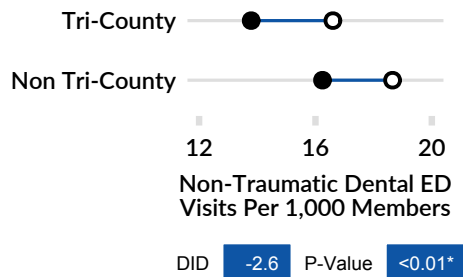 Tri-County
Non Tri-County
12 16 20
Non-Traumatic Dental ED
Visits Per 1,000 Members
DID -2.6 P-Value <0.01*